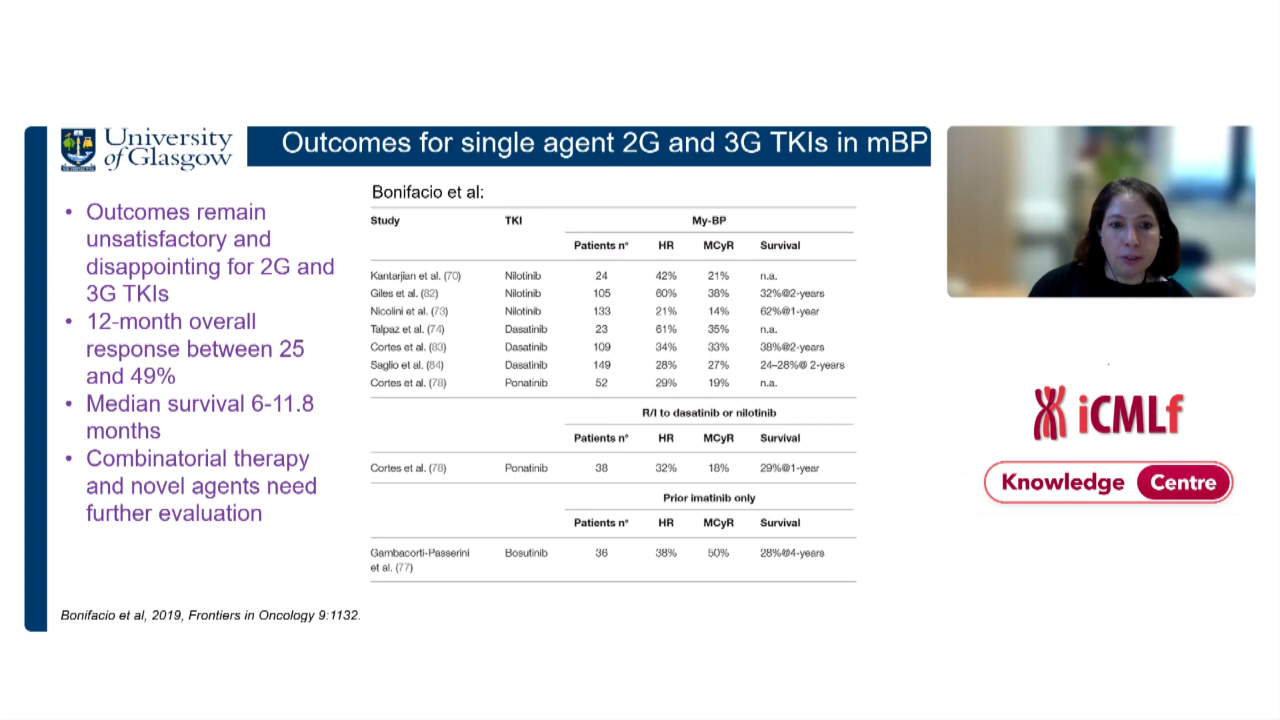 University
of Glasgow
Outcomes for single agent 2G and 3G TKIs in mBP
• Outcomes remain
unsatisfactory and
disappointing for 2G and
3G TKIs
• 12-month overall
response between 25
and 49%
• Median survival 6-11.8
months
• Combinatorial therapy
and novel agents need
further evaluation
Bonifacio et al:
Study TKI My-BP
Patients n° HR MCyR Survival
Kantarjian et al. (70) Nilotinib 24 42% 21% n.a.
Giles et al. (82) Nilotinib 105 60% 38% 32%@2-years
Nicolini et al. (73) Nilotinib 133 21% 14% 62%@1-year
Talpaz et al. (74) Dasatinib 23 61% 35% n.a.
Cortes et al. (83) Dasatinib 109 34% 33% 38%@2-years
Saglio et al. (84) Dasatinib 149 28% 27% 24–28%@ 2-years
Cortes et al. (78) Ponatinib 52 29% 19% n.a.
R/I to dasatinib or nilotinib
Patients n° HR MCyR Survival
Cortes et al. (78) Ponatinib 38 32% 18% 29%@1-year
Prior imatinib only
Patients n° HR MCyR Survival
Gambacorti-Passerini Bosutinib 36 38% 50% 28%@4-years
et al. (77)
Bonifacio et al, 2019, Frontiers in Oncology 9:1132.
iCMLf
Knowledge Centre